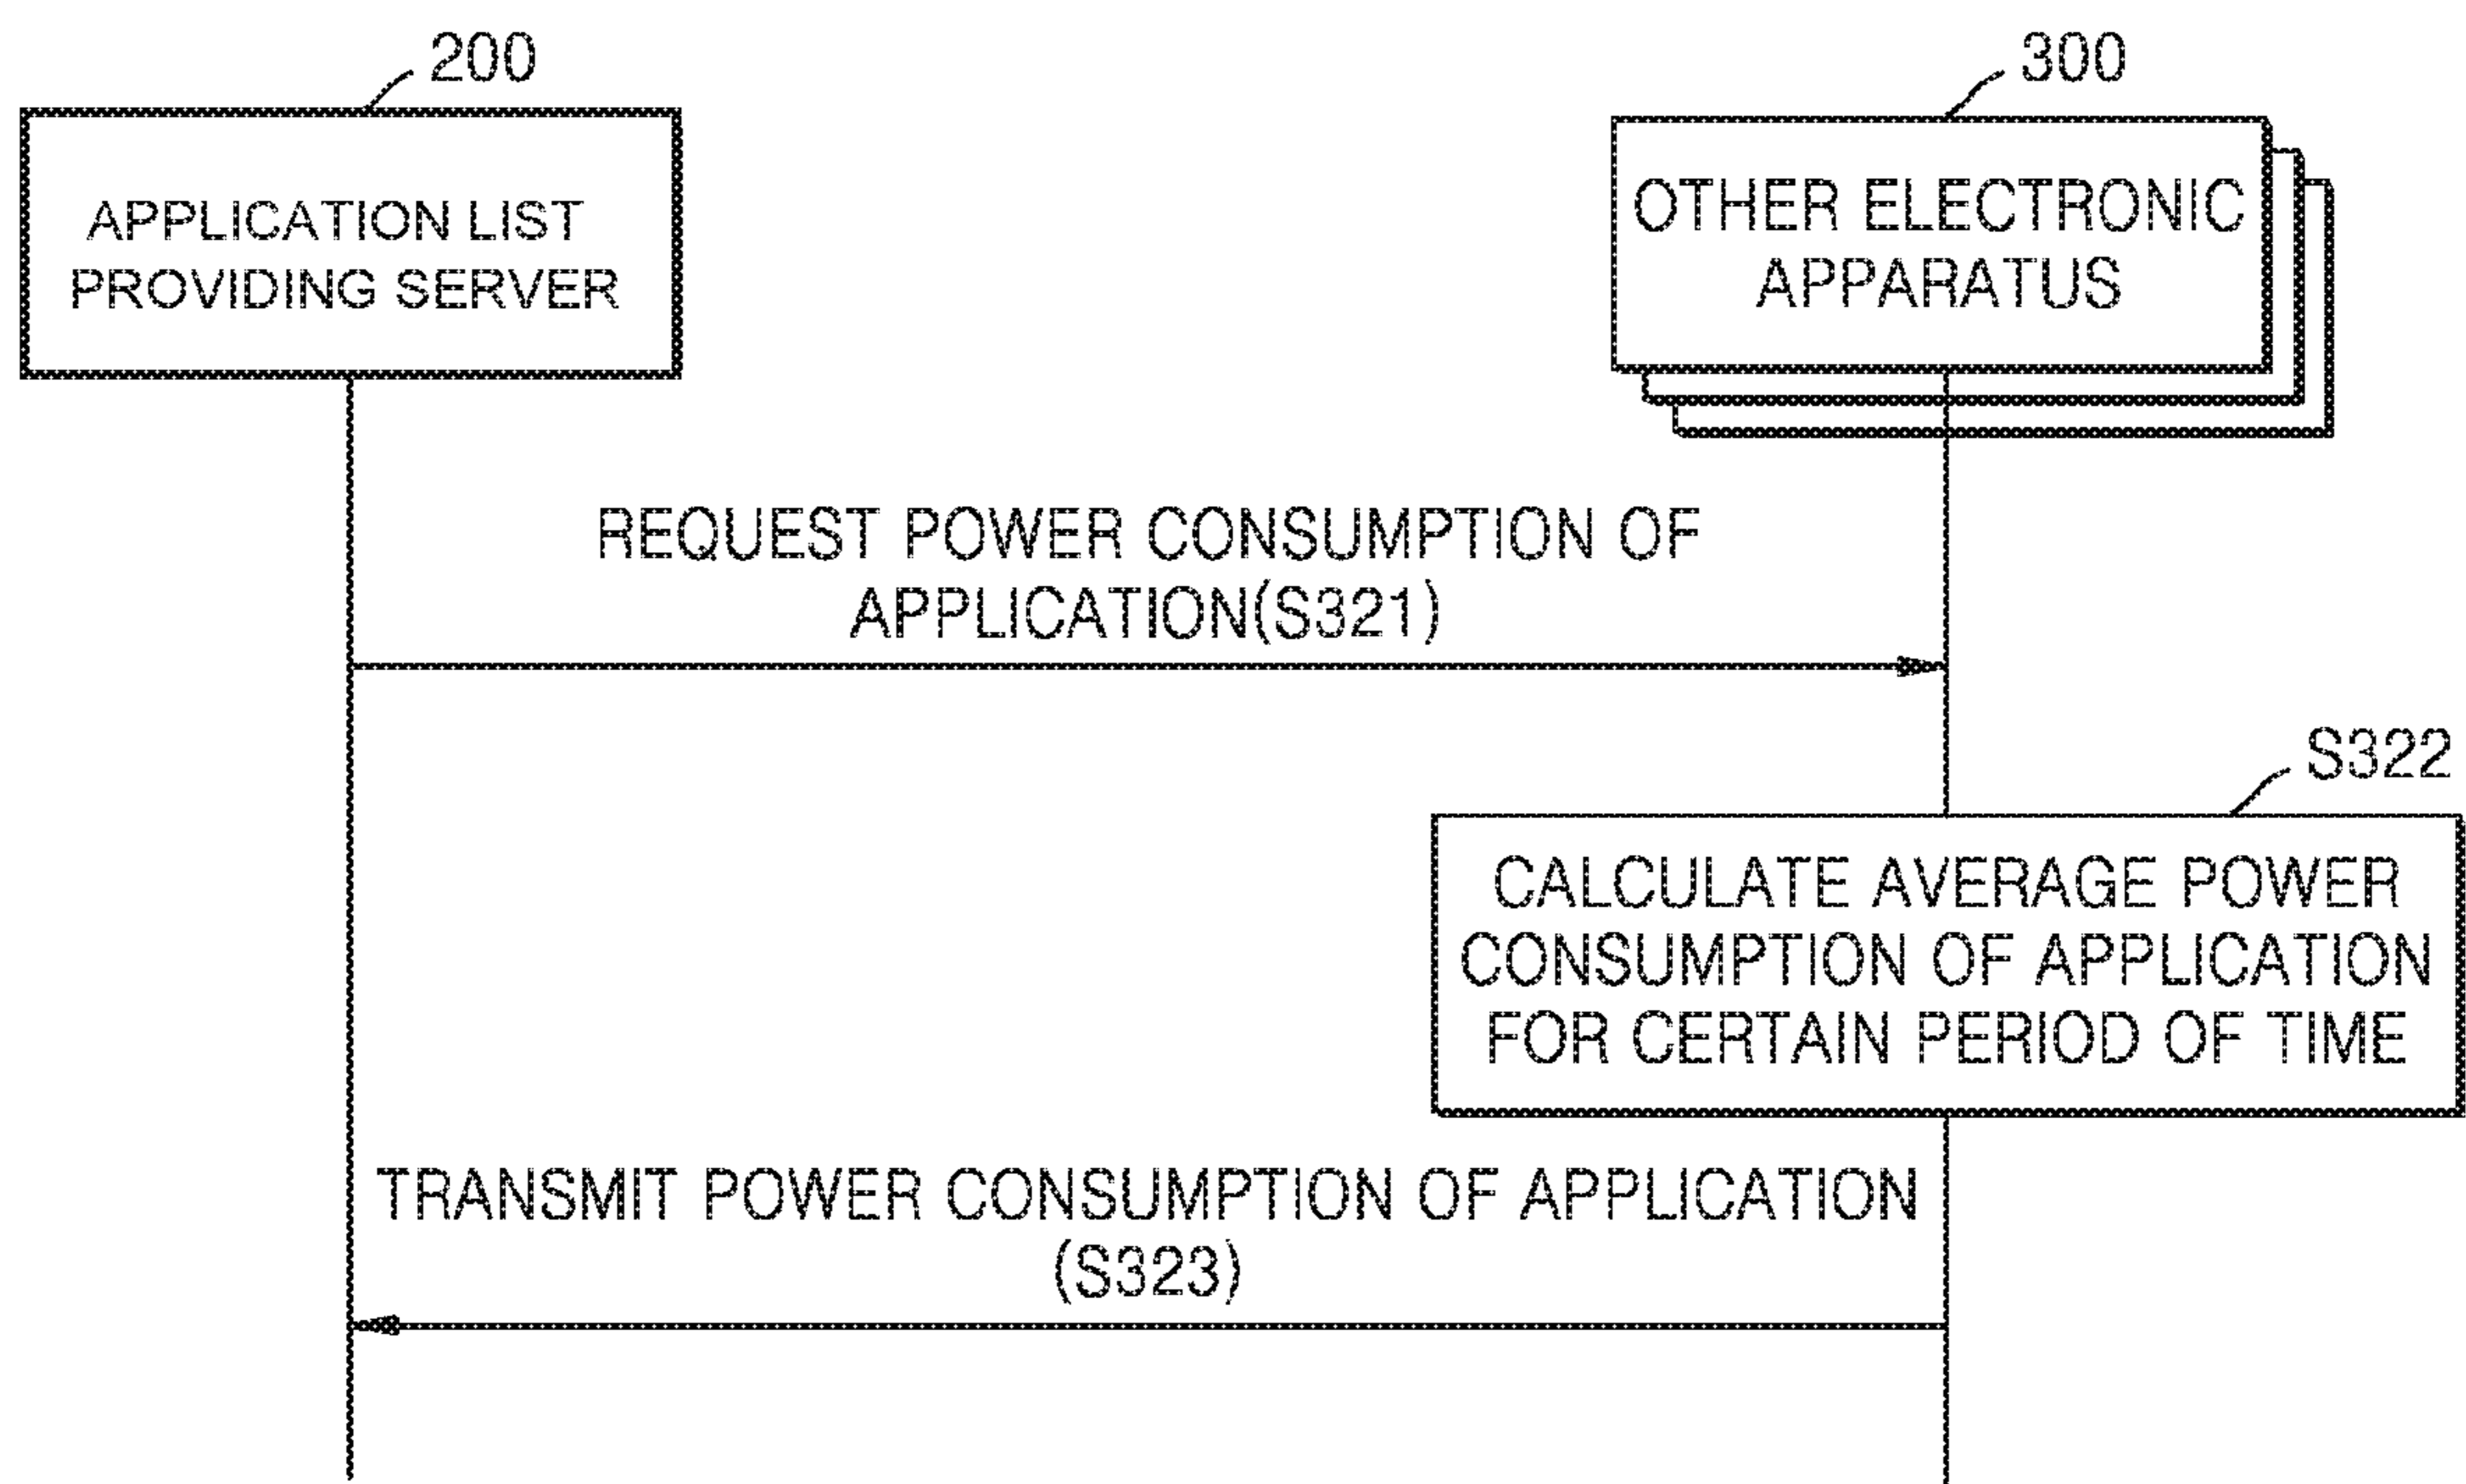 200
APPLICATION LIST
PROVIDING SERVER
300
OTHER ELECTRONIC
APPARATUS
REQUEST POWER CONSUMPTION OF
APPLICATION(S321)
S322
CALCULATE AVERAGE POWER
CONSUMPTION OF APPLICATION
FOR CERTAIN PERIOD OF TIME
TRANSMIT POWER CONSUMPTION OF APPLICATION
(S323)